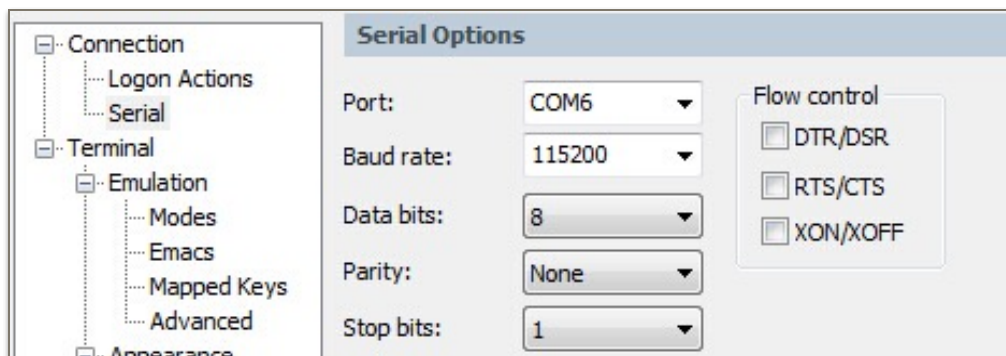 Connection
Logon Actions
Serial
Terminal
Emulation
Modes
Emacs
Mapped Keys
Advanced
Appearance
Serial Options
Port: COM6
Baud rate: 115200
Data bits: 8
Parity: None
Stop bits: 1
Flow control
DTR/DSR
RTS/CTS
XON/XOFF